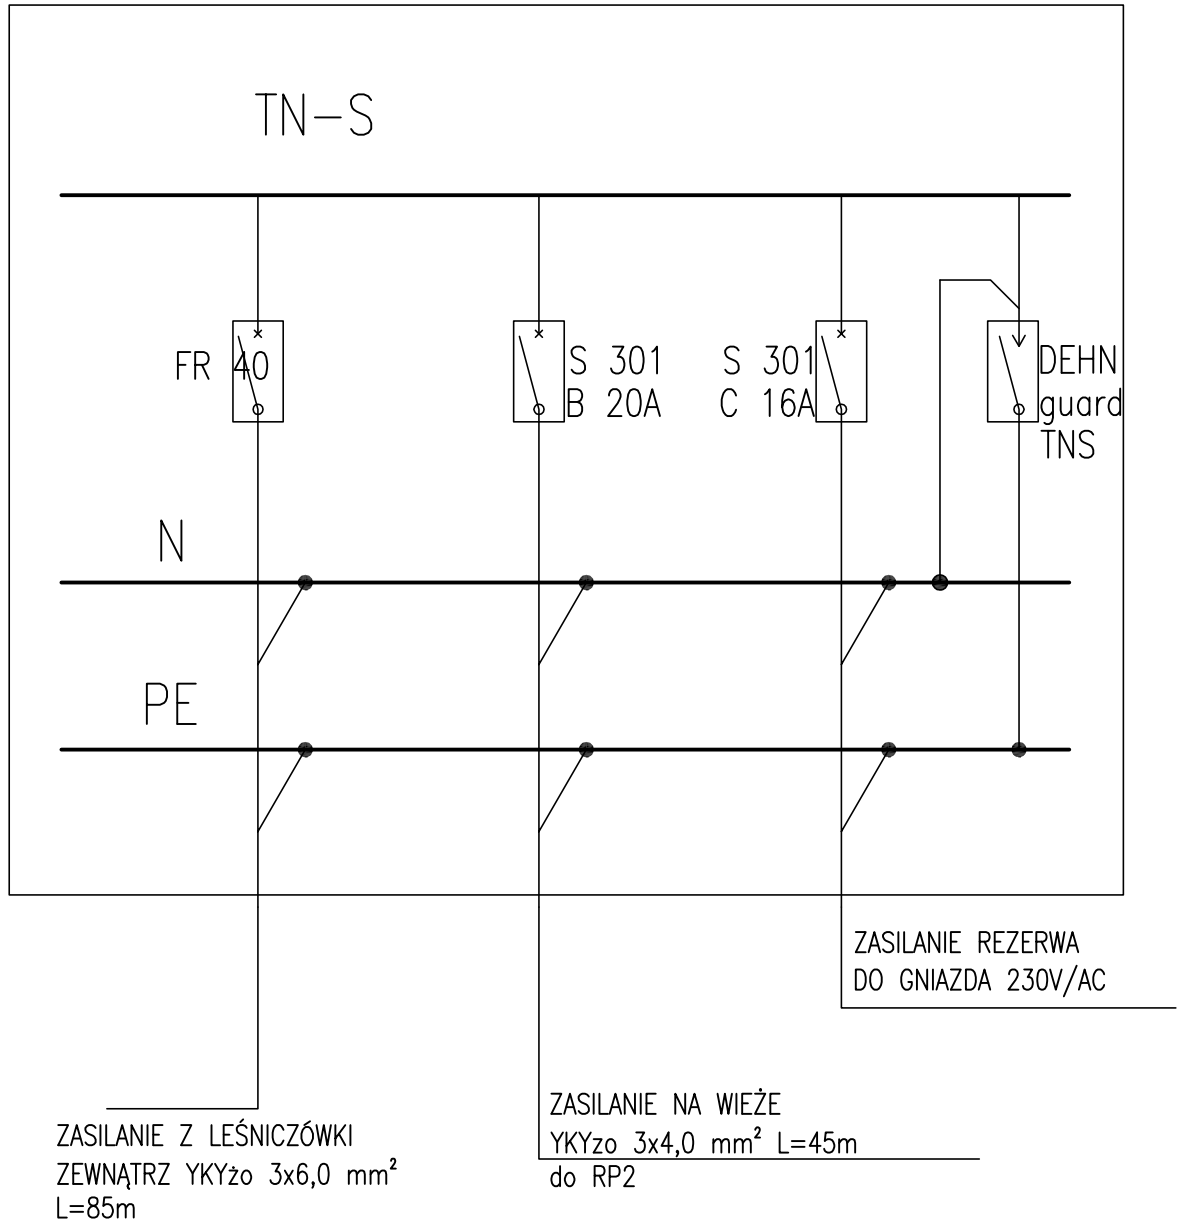 TN-S
FR 40
S 301
B 20A
S 301
C 16A
DEHN
guard
TNS
N
PE
ZASILANIE REZERWA
DO GNIAZDA 230V/AC
ZASILANIE NA WIEŻE
YKYzo 3x4,0 mm² L=45m
do RP2
ZASILANIE Z LEŚNICZÓWKI
ZEWNĄTRZ YKYżo 3x6,0 mm²
L=85m